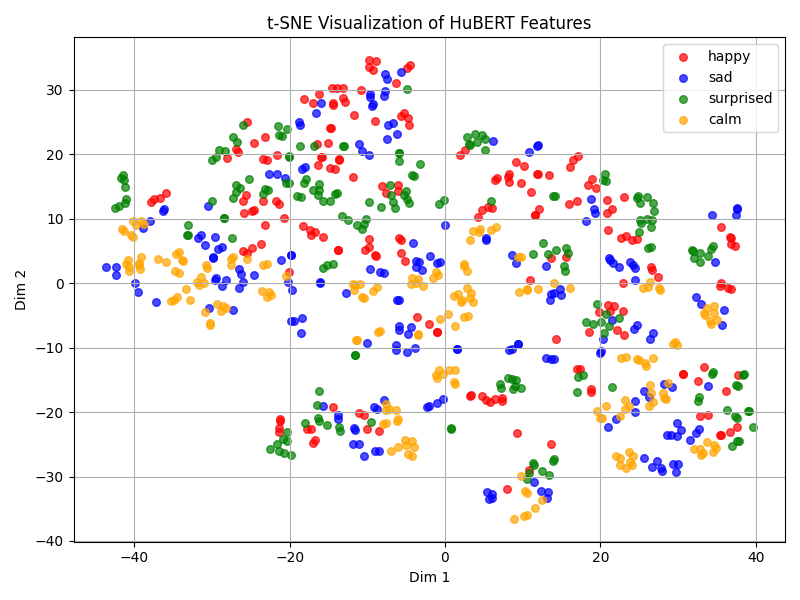 t-SNE Visualization of HuBERT Features
happy
sad
surprised
calm
30
20
10
0
−10
−20
−30
−40
Dim 2
−40
−20
0
20
40
Dim 1